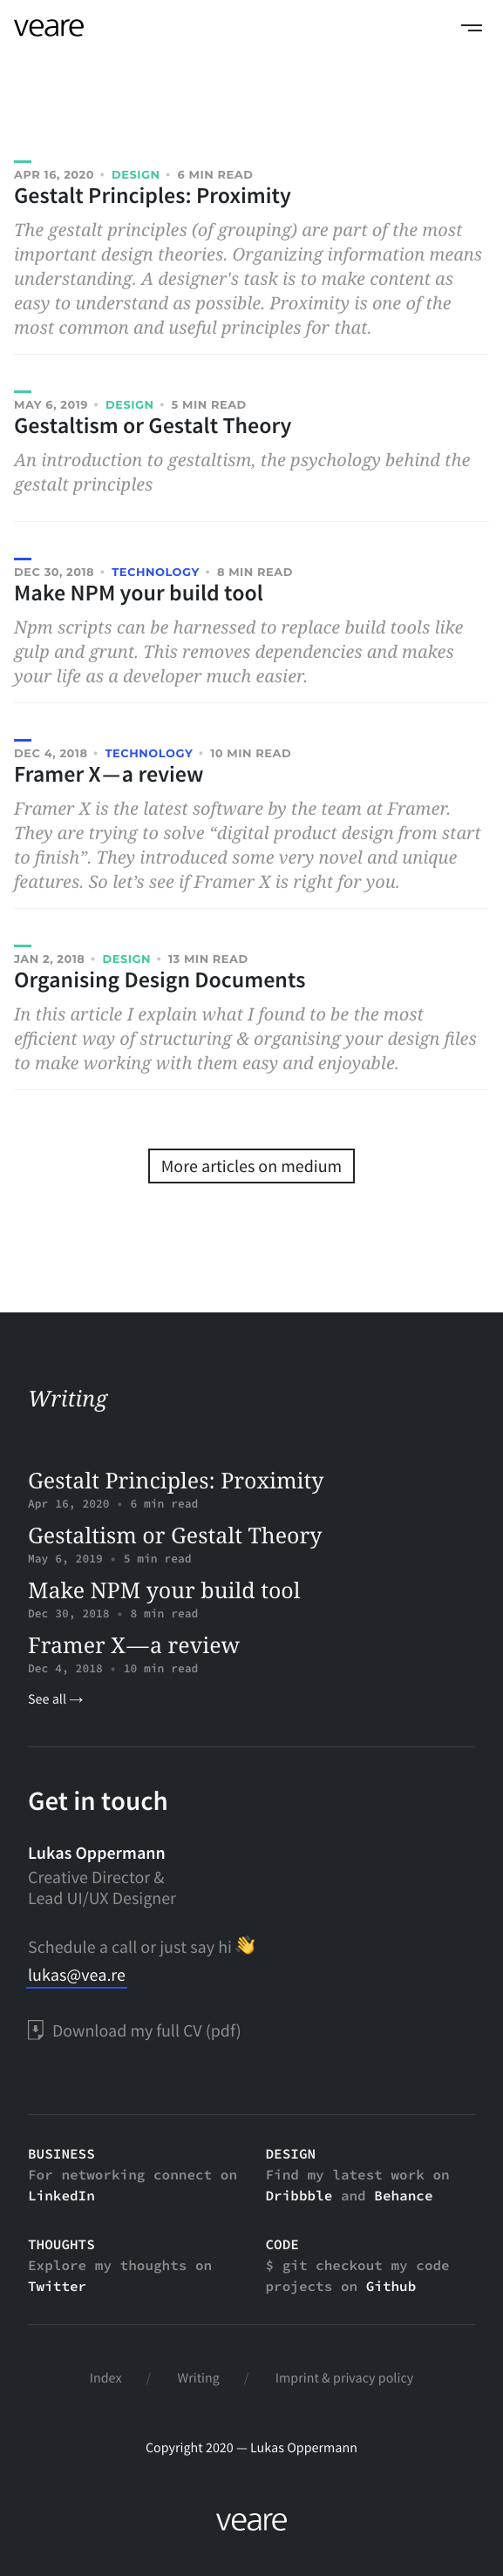 veare
APR 16, 2020 • DESIGN • 6 MIN READ
Gestalt Principles: Proximity
The gestalt principles (of grouping) are part of the most
important design theories. Organizing information means
understanding. A designer's task is to make content as
easy to understand as possible. Proximity is one of the
most common and useful principles for that.
MAY 6, 2019 • DESIGN • 5 MIN READ
Gestaltism or Gestalt Theory
An introduction to gestaltism, the psychology behind the
gestalt principles
DEC 30, 2018 • TECHNOLOGY • 8 MIN READ
Make NPM your build tool
Npm scripts can be harnessed to replace build tools like
gulp and grunt. This removes dependencies and makes
your life as a developer much easier.
DEC 4, 2018 • TECHNOLOGY • 10 MIN READ
Framer X — a review
Framer X is the latest software by the team at Framer.
They are trying to solve “digital product design from start
to finish”. They introduced some very novel and unique
features. So let’s see if Framer X is right for you.
JAN 2, 2018 • DESIGN • 13 MIN READ
Organising Design Documents
In this article I explain what I found to be the most
efficient way of structuring & organising your design files
to make working with them easy and enjoyable.
More articles on medium
Writing
Gestalt Principles: Proximity
Apr 16, 2020 • 6 min read
Gestaltism or Gestalt Theory
May 6, 2019 • 5 min read
Make NPM your build tool
Dec 30, 2018 • 8 min read
Framer X — a review
Dec 4, 2018 • 10 min read
See all →
Get in touch
Lukas Oppermann
Creative Director &
Lead UI/UX Designer
Schedule a call or just say hi 👋
lukas@vea.re
Download my full CV (pdf)
BUSINESS
For networking connect on
LinkedIn
DESIGN
Find my latest work on
Dribbble and Behance
THOUGHTS
Explore my thoughts on
Twitter
CODE
$ git checkout my code
projects on Github
Index / Writing / Imprint & privacy policy
Copyright 2020 — Lukas Oppermann
veare